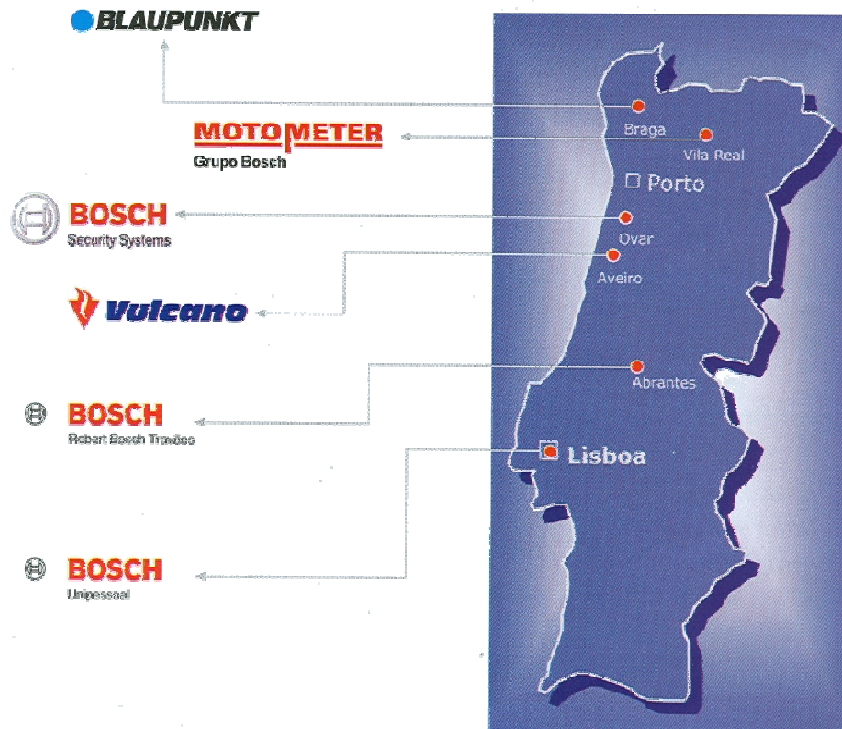 BLAUPUNKT
MOTOMETER
Grupo Bosch
BOSCH
Security Systems
Vulcano
BOSCH
Robert Bosch Travões
BOSCH
Unipessoal
Braga
Vila Real
Porto
Ovar
Aveiro
Abrantes
Lisboa